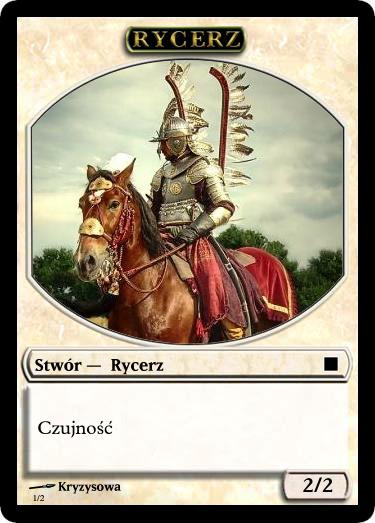 RYCERZ
Stwór — Rycerz
Czujność
2/2
Kryzysowa
1/2